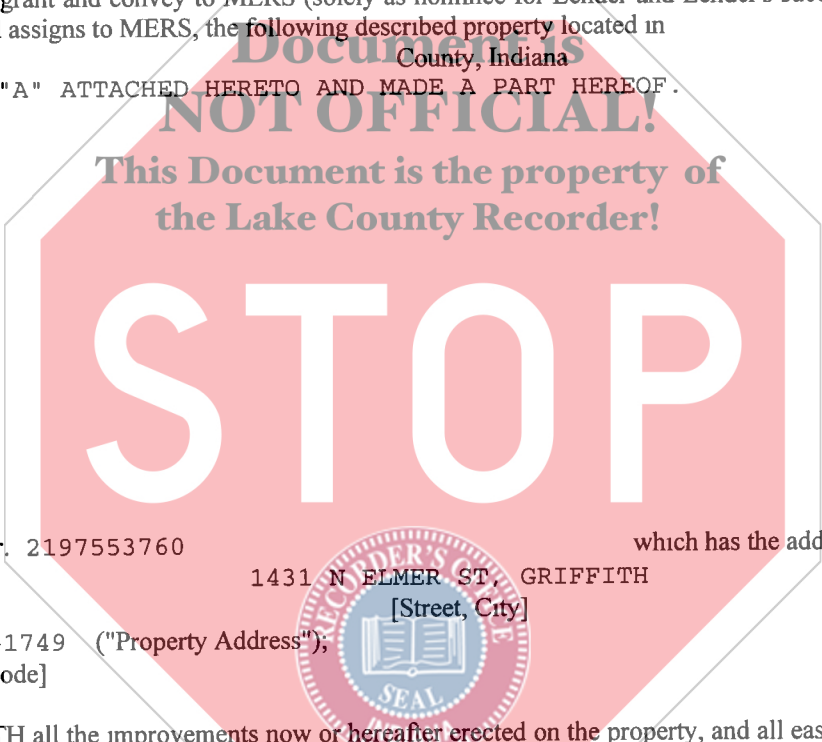 grant and convey to MERS (solely as nominee for Lender and Lender's suc
assigns to MERS, the following described property located in
Document is
County, Indiana
"A" ATTACHED HERETO AND MADE A PART HEREOF.
NOT OFFICIAL!
This Document is the property of
the Lake County Recorder!
STOP
. 2197553760 which has the add
1431 N ELMER ST, GRIFFITH
[Street, City]
-1749 ("Property Address");
ode]
RECORDER'S OFFICE
SEAL
INDIANA
TH all the improvements now or hereafter erected on the property, and all eas